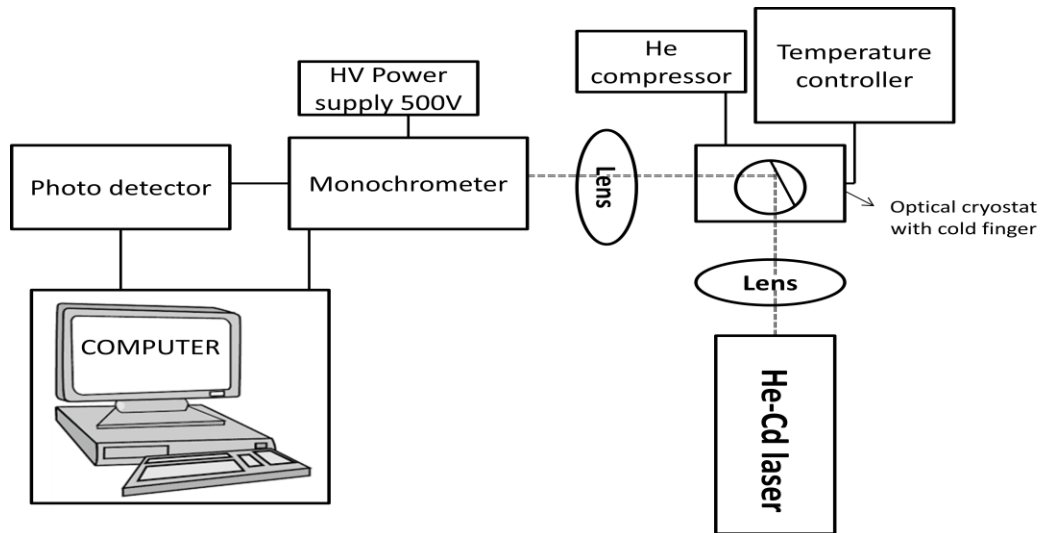 He
compressor
Temperature
controller
HV Power
supply 500V
Photo detector
Monochrometer
Lens
Optical cryostat
with cold finger
Lens
COMPUTER
He-Cd laser